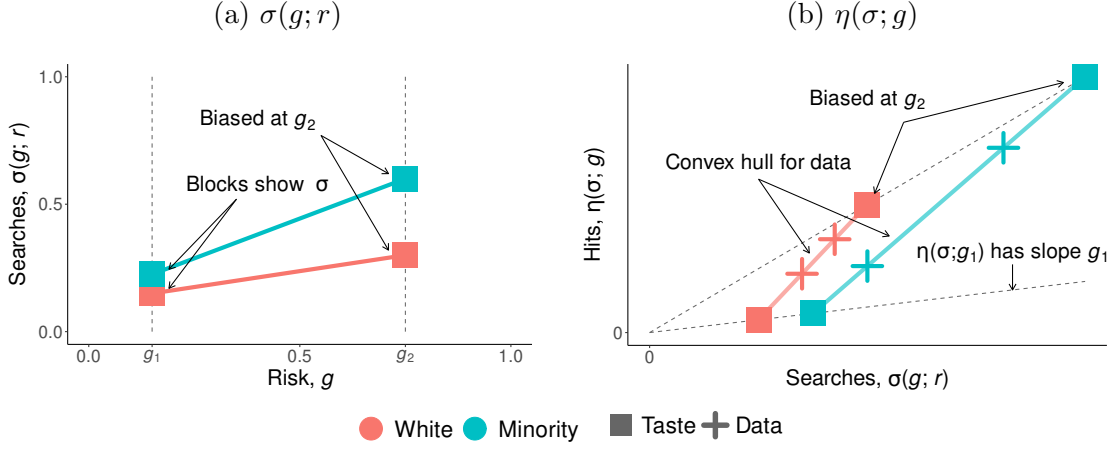 (a) σ(g; r)
(b) η(σ; g)
1.0
Biased at g₂
Blocks show σ
0.5
0.0
Searches, σ(g; r)
0.0
g₁
0.5
g₂
1.0
Risk, g
Biased at g₂
Convex hull for data
η(σ;g₁) has slope g₁
Hits, η(σ; g)
0
0
Searches, σ(g; r)
White
Minority
Taste
Data